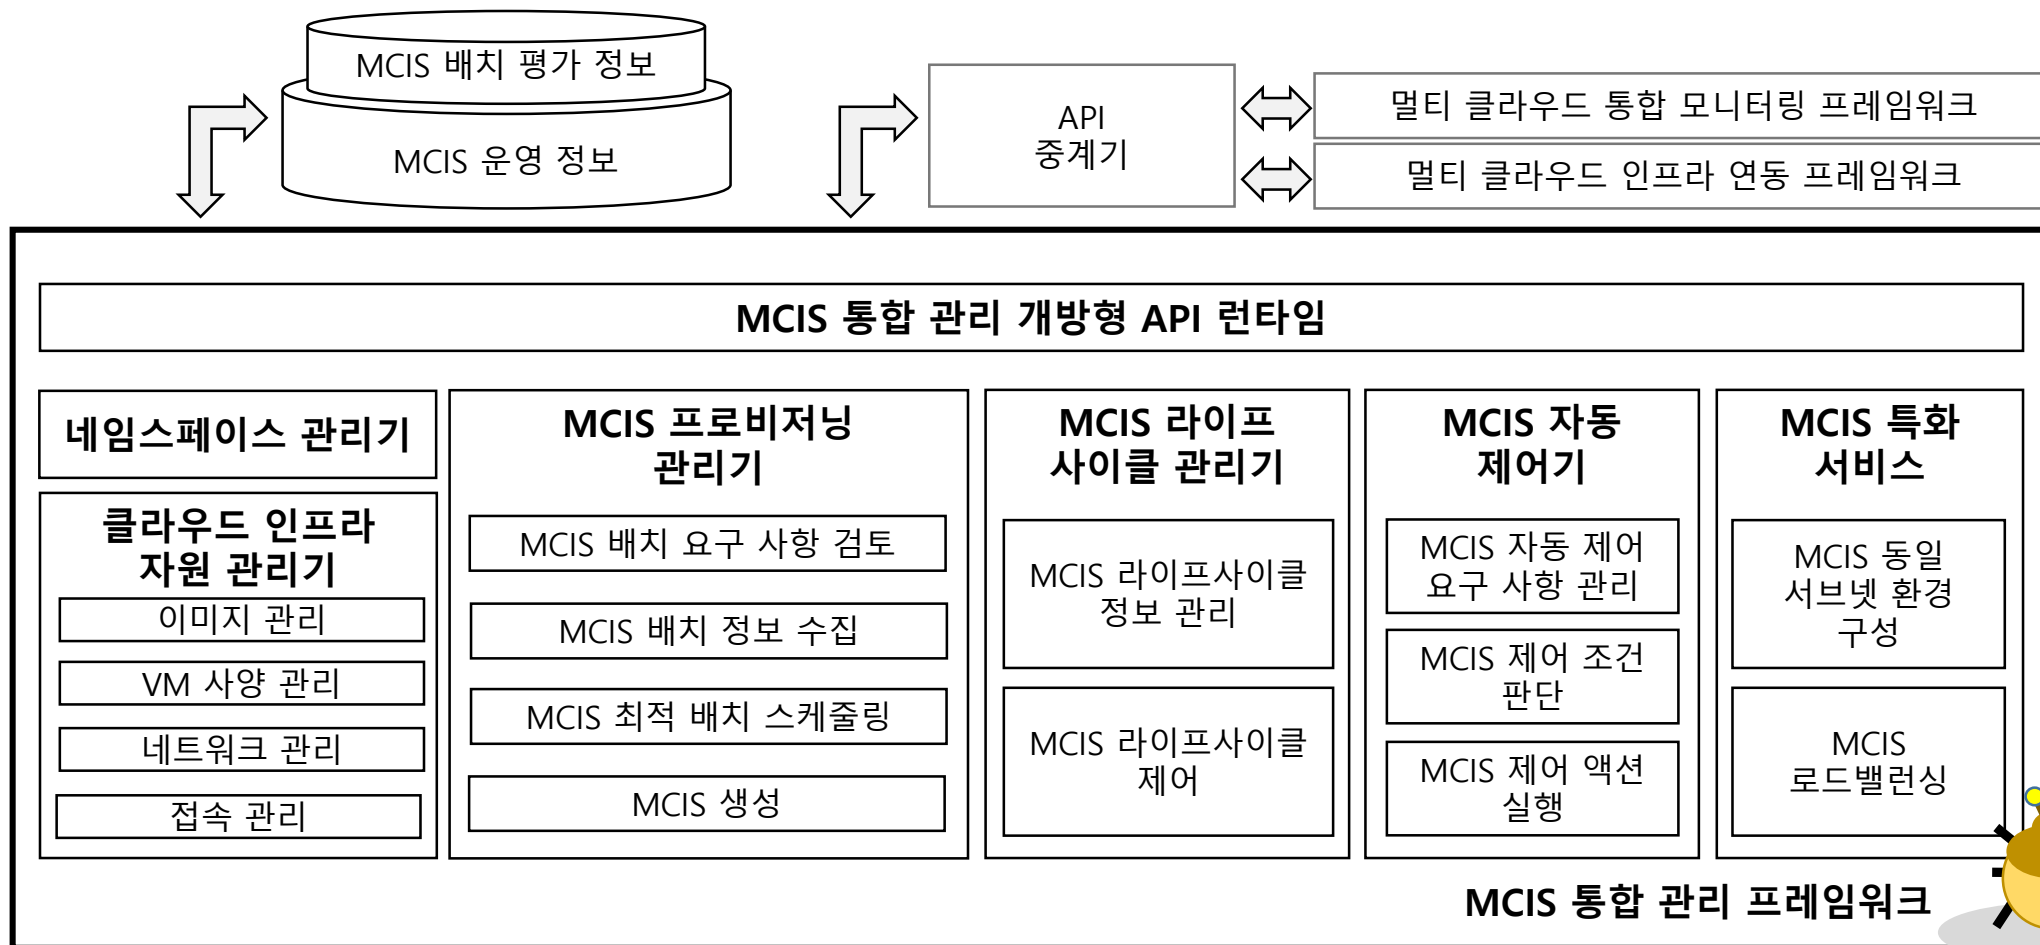 MCIS 배치 평가 정보
MCIS 운영 정보
API
중계기
멀티 클라우드 통합 모니터링 프레임워크
멀티 클라우드 인프라 연동 프레임워크
MCIS 통합 관리 개방형 API 런타임
네임스페이스 관리기
클라우드 인프라
자원 관리기
이미지 관리
VM 사양 관리
네트워크 관리
접속 관리
MCIS 프로비저닝
관리기
MCIS 배치 요구 사항 검토
MCIS 배치 정보 수집
MCIS 최적 배치 스케줄링
MCIS 생성
MCIS 라이프
사이클 관리기
MCIS 라이프사이클
정보 관리
MCIS 라이프사이클
제어
MCIS 자동
제어기
MCIS 자동 제어
요구 사항 관리
MCIS 제어 조건
판단
MCIS 제어 액션
실행
MCIS 특화
서비스
MCIS 동일
서브넷 환경
구성
MCIS
로드밸런싱
MCIS 통합 관리 프레임워크